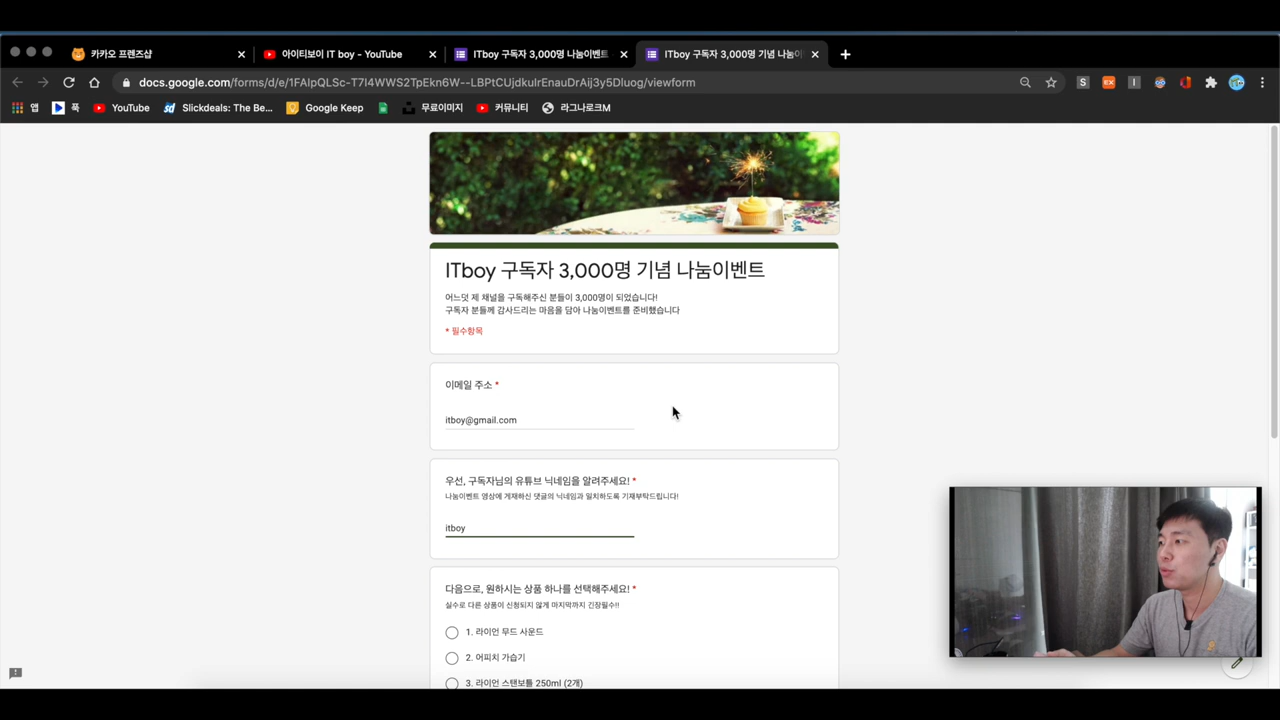 카카오 프렌즈샵
아이티보이 IT boy - YouTube
ITboy 구독자 3,000명 나눔이벤트
ITboy 구독자 3,000명 기념 나눔이
docs.google.com/forms/d/e/1FAIpQLSc-T7I4WWS2TpEkn6W--LBPtCUjdkuIrEnauDrAij3y5Dluog/viewform
앱
푹
YouTube
Slickdeals: The Be...
Google Keep
무료이미지
커뮤니티
라그나로크M
ITboy 구독자 3,000명 기념 나눔이벤트
어느덧 제 채널을 구독해주신 분들이 3,000명이 되었습니다!
구독자 분들께 감사드리는 마음을 담아 나눔이벤트를 준비했습니다
* 필수항목
이메일 주소 *
itboy@gmail.com
우선, 구독자님의 유튜브 닉네임을 알려주세요! *
나눔이벤트 영상에 게재하신 댓글의 닉네임과 일치하도록 기재부탁드립니다!
itboy
다음으로, 원하시는 상품 하나를 선택해주세요! *
실수로 다른 상품이 신청되지 않게 마지막까지 긴장필수!!
1. 라이언 무드 사운드
2. 어피치 가습기
3. 라이언 스탠보틀 250ml (2개)